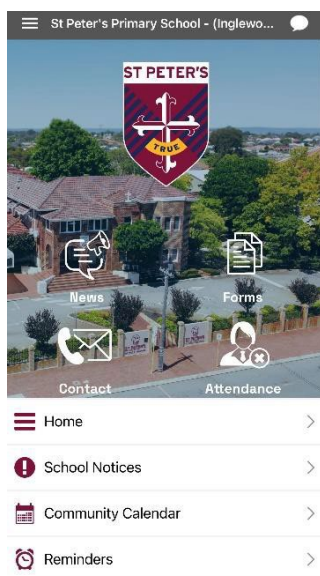 St Peter's Primary School - (Inglewo...
ST PETER'S
TRUE
News
Forms
Contact
Attendance
Home
School Notices
Community Calendar
Reminders